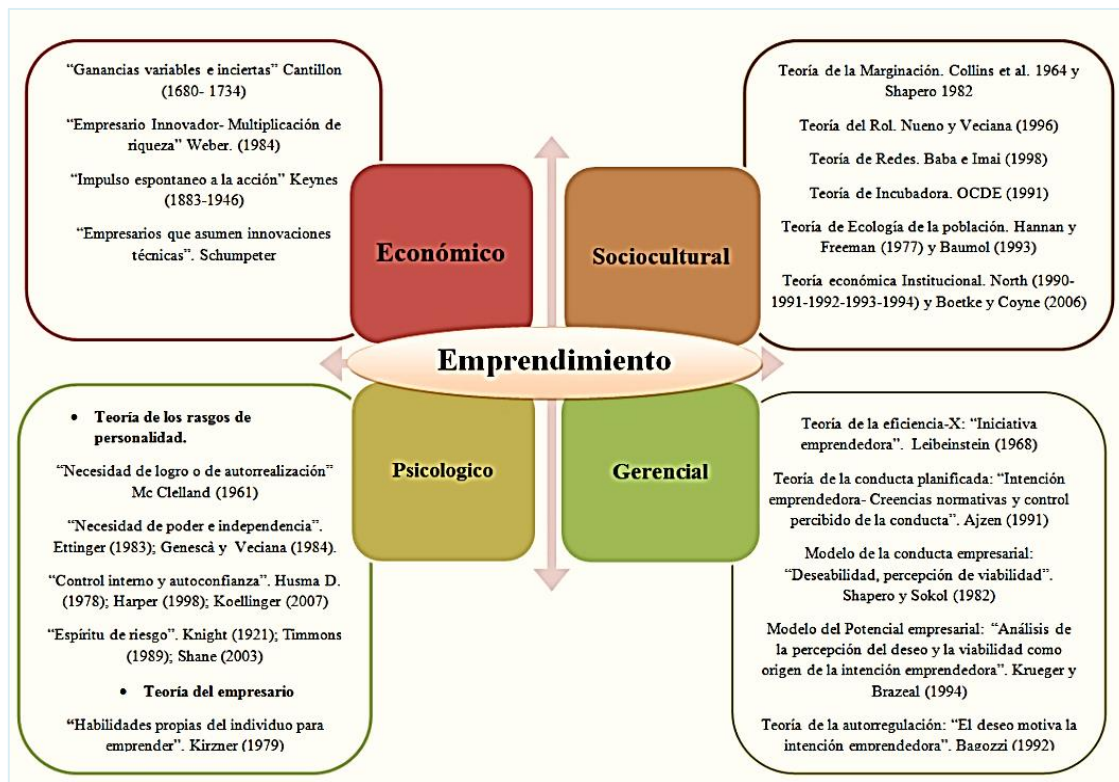 “Ganancias variables e inciertas” Cantillon
(1680- 1734)
“Empresario Innovador- Multiplicación de
riqueza” Weber. (1984)
“Impulso espontaneo a la acción” Keynes
(1883-1946)
“Empresarios que asumen innovaciones
técnicas”. Schumpeter
Económico
Teoría de la Marginación. Collins et al. 1964 y
Shapero 1982
Teoría del Rol. Nueno y Veciana (1996)
Teoría de Redes. Baba e Imai (1998)
Teoría de Incubadora. OCDE (1991)
Teoría de Ecología de la población. Hannan y
Freeman (1977) y Baumol (1993)
Teoría económica Institucional. North (1990-
1991-1992-1993-1994) y Boetke y Coyne (2006)
Sociocultural
Emprendimiento
• Teoría de los rasgos de
personalidad.
“Necesidad de logro o de autorrealización”
Mc Clelland (1961)
“Necesidad de poder e independencia”.
Ettinger (1983); Genescà y Veciana (1984).
“Control interno y autoconfianza”. Husma D.
(1978); Harper (1998); Koellinger (2007)
“Espíritu de riesgo”. Knight (1921); Timmons
(1989); Shane (2003)
• Teoría del empresario
“Habilidades propias del individuo para
emprender”. Kirzner (1979)
Psicologico
Gerencial
Teoría de la eficiencia-X: “Iniciativa
emprendedora”. Leibeinstein (1968)
Teoría de la conducta planificada: “Intención
emprendedora- Creencias normativas y control
percibido de la conducta”. Ajzen (1991)
Modelo de la conducta empresarial:
“Deseabilidad, percepción de viabilidad”.
Shapero y Sokol (1982)
Modelo del Potencial empresarial: “Análisis de
la percepción del deseo y la viabilidad como
origen de la intención emprendedora”. Krueger y
Brazeal (1994)
Teoría de la autorregulación: “El deseo motiva la
intención emprendedora”. Bagozzi (1992)